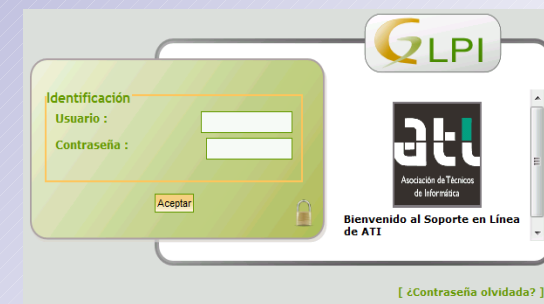 GLPI
Identificación
Usuario :
Contraseña :
Aceptar
ati
Asociación de Técnicos
de Informática
Bienvenido al Soporte en Línea
de ATI
[ ¿Contraseña olvidada? ]